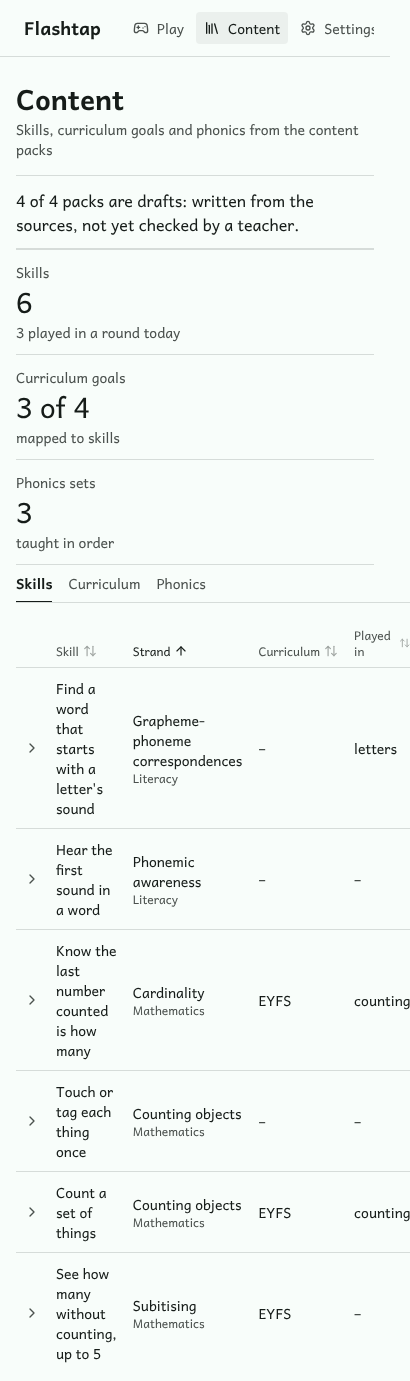 Flashtap Play Content Settings
Content
Skills, curriculum goals and phonics from the content
packs
4 of 4 packs are drafts: written from the
sources, not yet checked by a teacher.
Skills
6
3 played in a round today
Curriculum goals
3 of 4
mapped to skills
Phonics sets
3
taught in order
Skills Curriculum Phonics
Skill Strand Curriculum Played
in
Find a
word
that
starts
with a
letter's
sound
Grapheme-
phoneme
correspondences
Literacy
–
letters
Hear the
first
sound in
a word
Phonemic
awareness
Literacy
–
–
Know the
last
number
counted
is how
many
Cardinality
Mathematics
EYFS
counting
Touch or
tag each
thing
once
Counting objects
Mathematics
–
–
Count a
set of
things
Counting objects
Mathematics
EYFS
counting
See how
many
without
counting,
up to 5
Subitising
Mathematics
EYFS
–